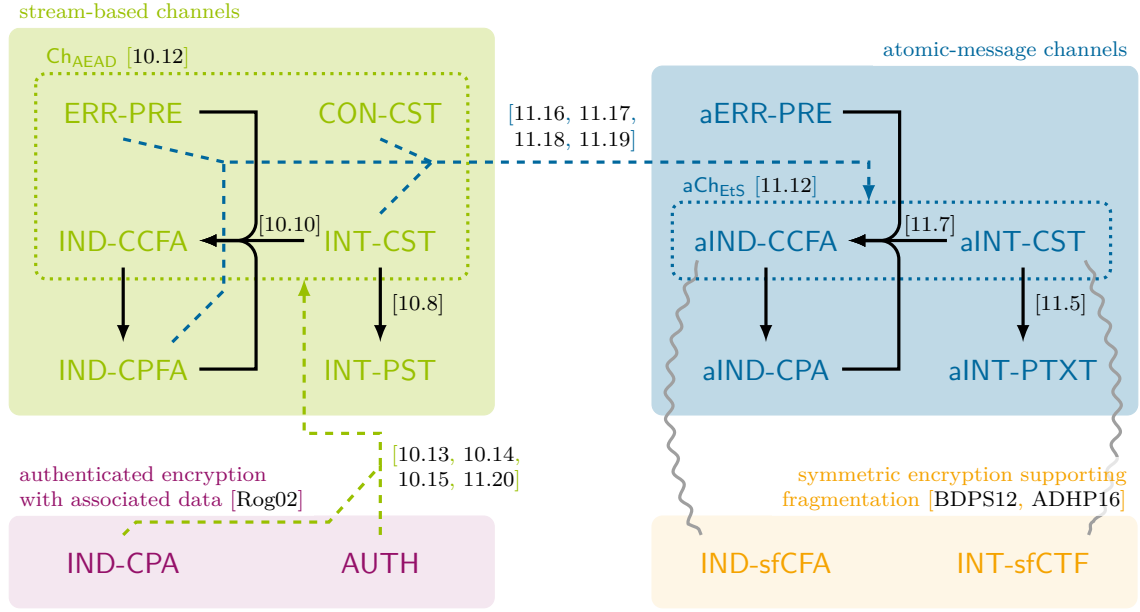 stream-based channels
Ch_AEAD [10.12]
ERR-PRE
CON-CST
IND-CCFA
[10.10]
INT-CST
[10.8]
IND-CPFA
INT-PST
[11.16, 11.17,
11.18, 11.19]
atomic-message channels
aERR-PRE
aCh_EtS [11.12]
aIND-CCFA
[11.7]
aINT-CST
[11.5]
aIND-CPA
aINT-PTXT
[10.13, 10.14,
10.15, 11.20]
authenticated encryption
with associated data [Rog02]
IND-CPA
AUTH
symmetric encryption supporting
fragmentation [BDPS12, ADHP16]
IND-sfCFA
INT-sfCTF